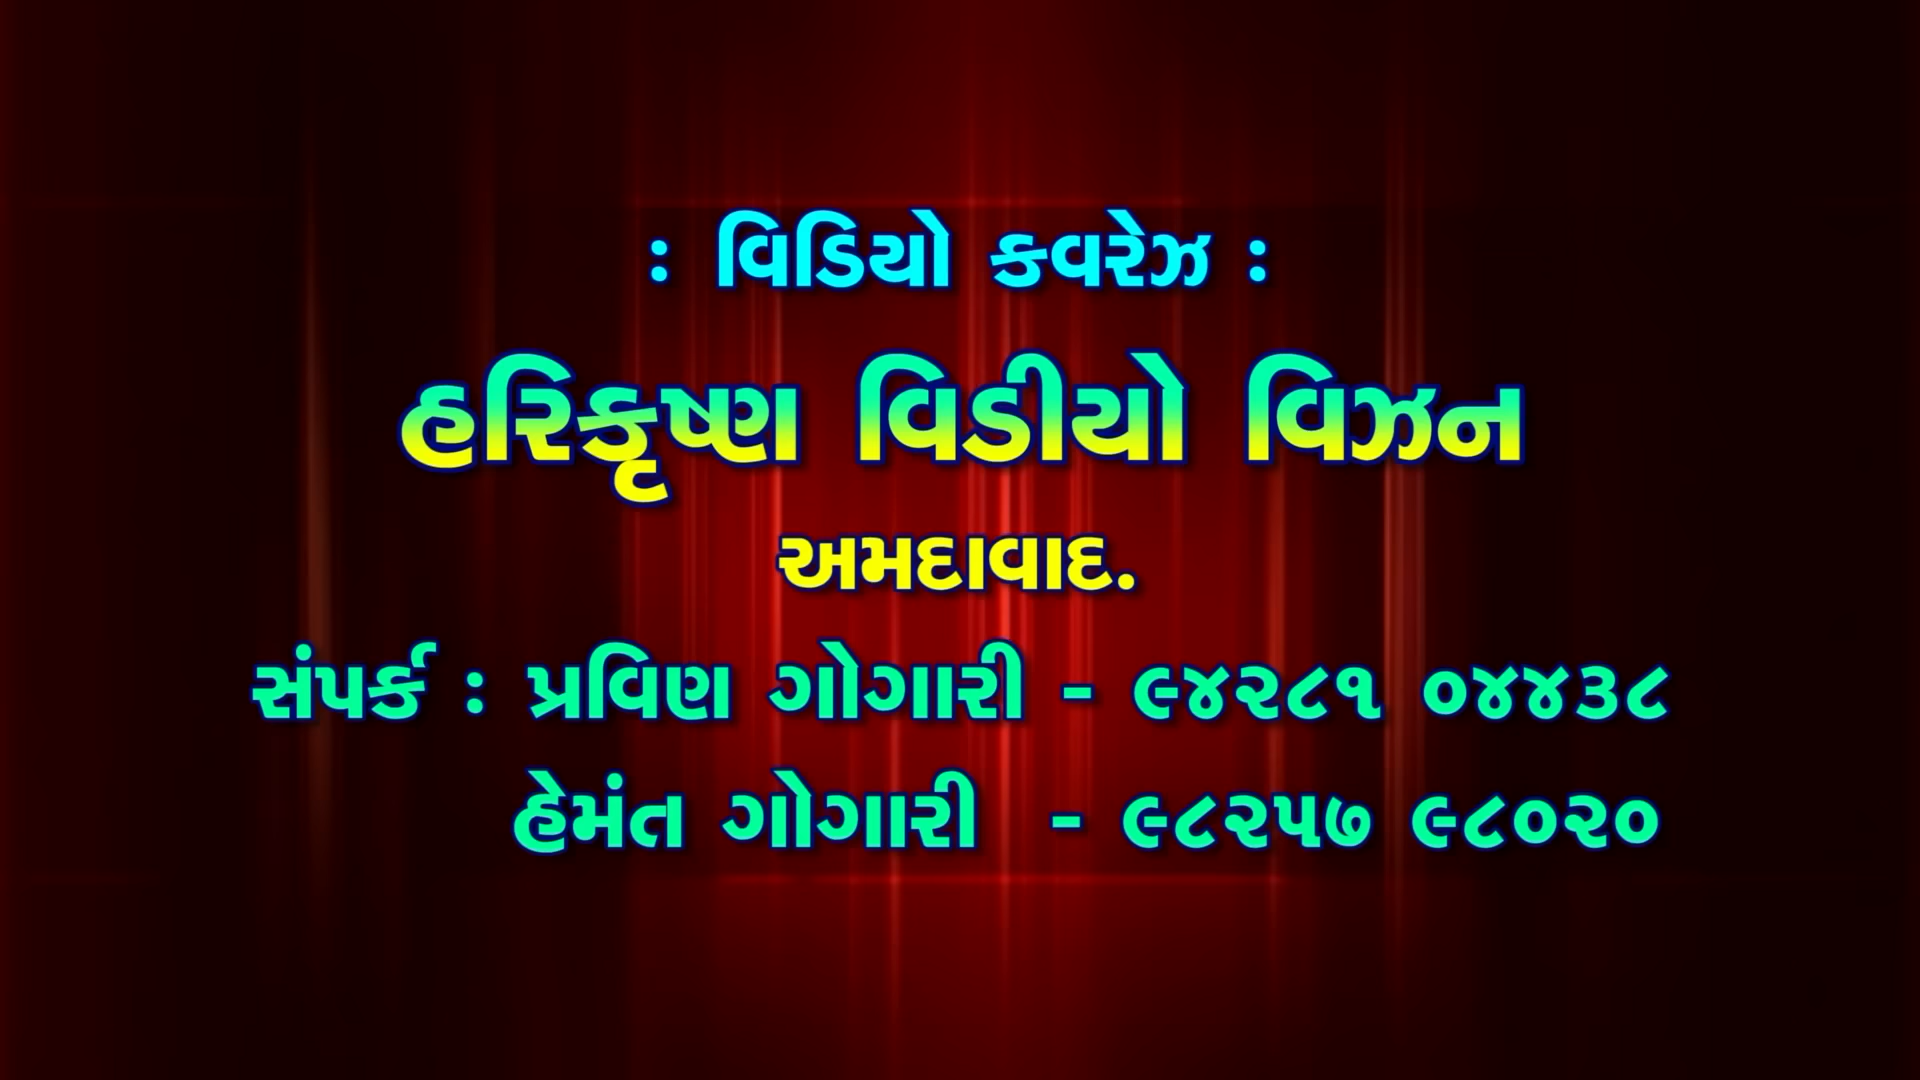 : વિડિયો કવરેઝ :
હરિકૃષ્ણ વિડીયો વિઝન
અમદાવાદ.
સંપર્ક : પ્રવિણ ગોગારી - ૯૪૨૮૧ ૦૪૪૩૮
હેમંત ગોગારી - ૯૮૨૫૭ ૯૮૦૨૦